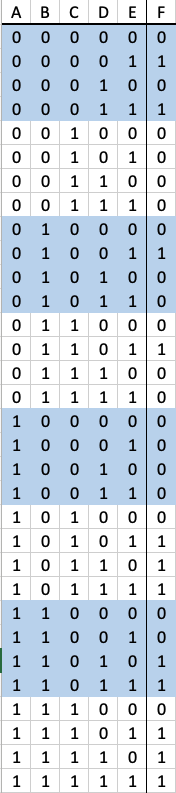 A B C D E F
0 0 0 0 0 0
0 0 0 0 1 1
0 0 0 1 0 0
0 0 0 1 1 1
0 0 1 0 0 0
0 0 1 0 1 0
0 0 1 1 0 0
0 0 1 1 1 0
0 1 0 0 0 0
0 1 0 0 1 1
0 1 0 1 0 0
0 1 0 1 1 0
0 1 1 0 0 0
0 1 1 0 1 1
0 1 1 1 0 0
0 1 1 1 1 0
1 0 0 0 0 0
1 0 0 0 1 0
1 0 0 1 0 0
1 0 0 1 1 0
1 0 1 0 0 0
1 0 1 0 1 1
1 0 1 1 0 1
1 0 1 1 1 1
1 1 0 0 0 0
1 1 0 0 1 0
1 1 0 1 0 1
1 1 0 1 1 1
1 1 1 0 0 0
1 1 1 0 1 1
1 1 1 1 0 1
1 1 1 1 1 1